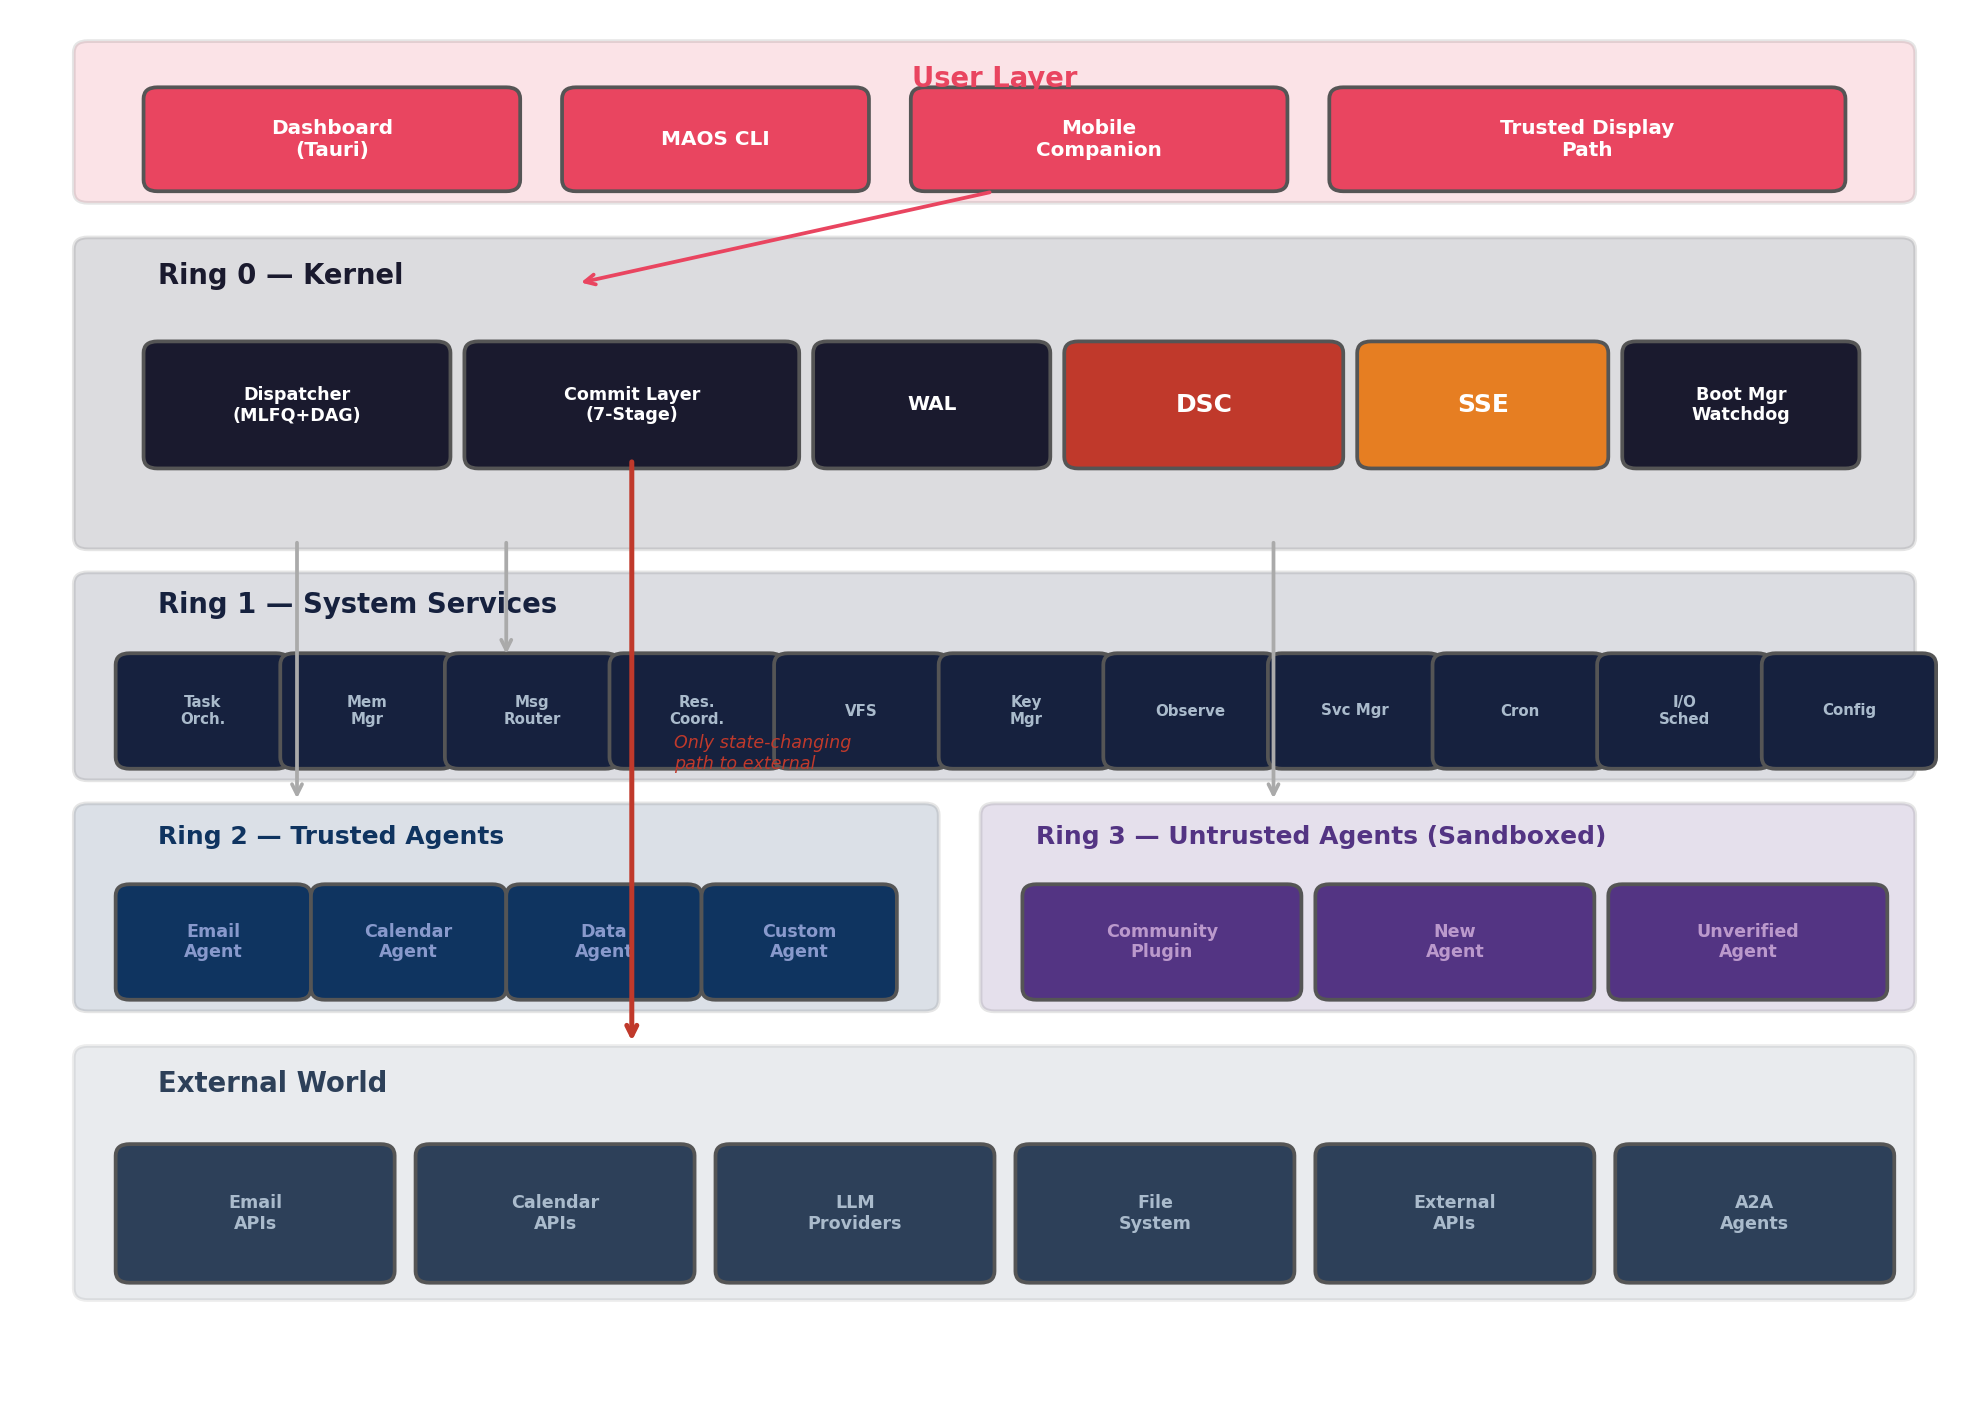 User Layer
Dashboard
(Tauri)
MAOS CLI
Mobile
Companion
Trusted Display
Path
Ring 0 — Kernel
Dispatcher
(MLFQ+DAG)
Commit Layer
(7-Stage)
WAL
DSC
SSE
Boot Mgr
Watchdog
Ring 1 — System Services
Task
Orch.
Mem
Mgr
Msg
Router
Res.
Coord.
VFS
Key
Mgr
Observe
Svc Mgr
Cron
I/O
Sched
Config
Only state-changing
path to external
Ring 2 — Trusted Agents
Email
Agent
Calendar
Agent
Data
Agent
Custom
Agent
Ring 3 — Untrusted Agents (Sandboxed)
Community
Plugin
New
Agent
Unverified
Agent
External World
Email
APIs
Calendar
APIs
LLM
Providers
File
System
External
APIs
A2A
Agents